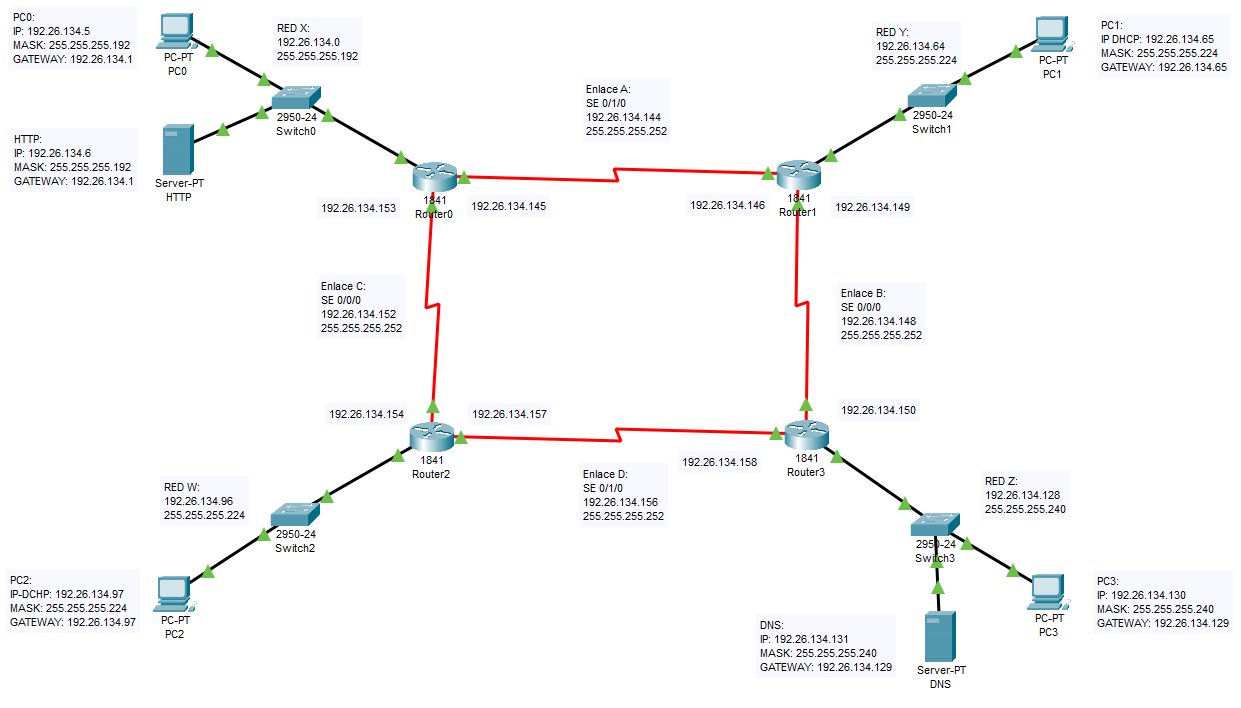 PC0:
IP: 192.26.134.5
MASK: 255.255.255.192
GATEWAY: 192.26.134.1
PC-PT
PC0
RED X:
192.26.134.0
255.255.255.192
2950-24
Switch0
HTTP:
IP: 192.26.134.6
MASK: 255.255.255.192
GATEWAY: 192.26.134.1
Server-PT
HTTP
Enlace A:
SE 0/1/0
192.26.134.144
255.255.255.252
RED Y:
192.26.134.64
255.255.255.224
PC-PT
PC1
PC1:
IP DHCP: 192.26.134.65
MASK: 255.255.255.224
GATEWAY: 192.26.134.65
2950-24
Switch1
192.26.134.153
1841
Router0
192.26.134.145
192.26.134.146
1841
Router1
192.26.134.149
Enlace C:
SE 0/0/0
192.26.134.152
255.255.255.252
Enlace B:
SE 0/0/0
192.26.134.148
255.255.255.252
192.26.134.154
192.26.134.157
1841
Router2
192.26.134.150
192.26.134.158
1841
Router3
Enlace D:
SE 0/1/0
192.26.134.156
255.255.255.252
RED W:
192.26.134.96
255.255.255.224
2950-24
Switch2
RED Z:
192.26.134.128
255.255.255.240
2950-24
Switch3
PC2:
IP-DCHP: 192.26.134.97
MASK: 255.255.255.224
GATEWAY: 192.26.134.97
PC-PT
PC2
DNS:
IP: 192.26.134.131
MASK: 255.255.255.240
GATEWAY: 192.26.134.129
Server-PT
DNS
PC-PT
PC3
PC3:
IP: 192.26.134.130
MASK: 255.255.255.240
GATEWAY: 192.26.134.129